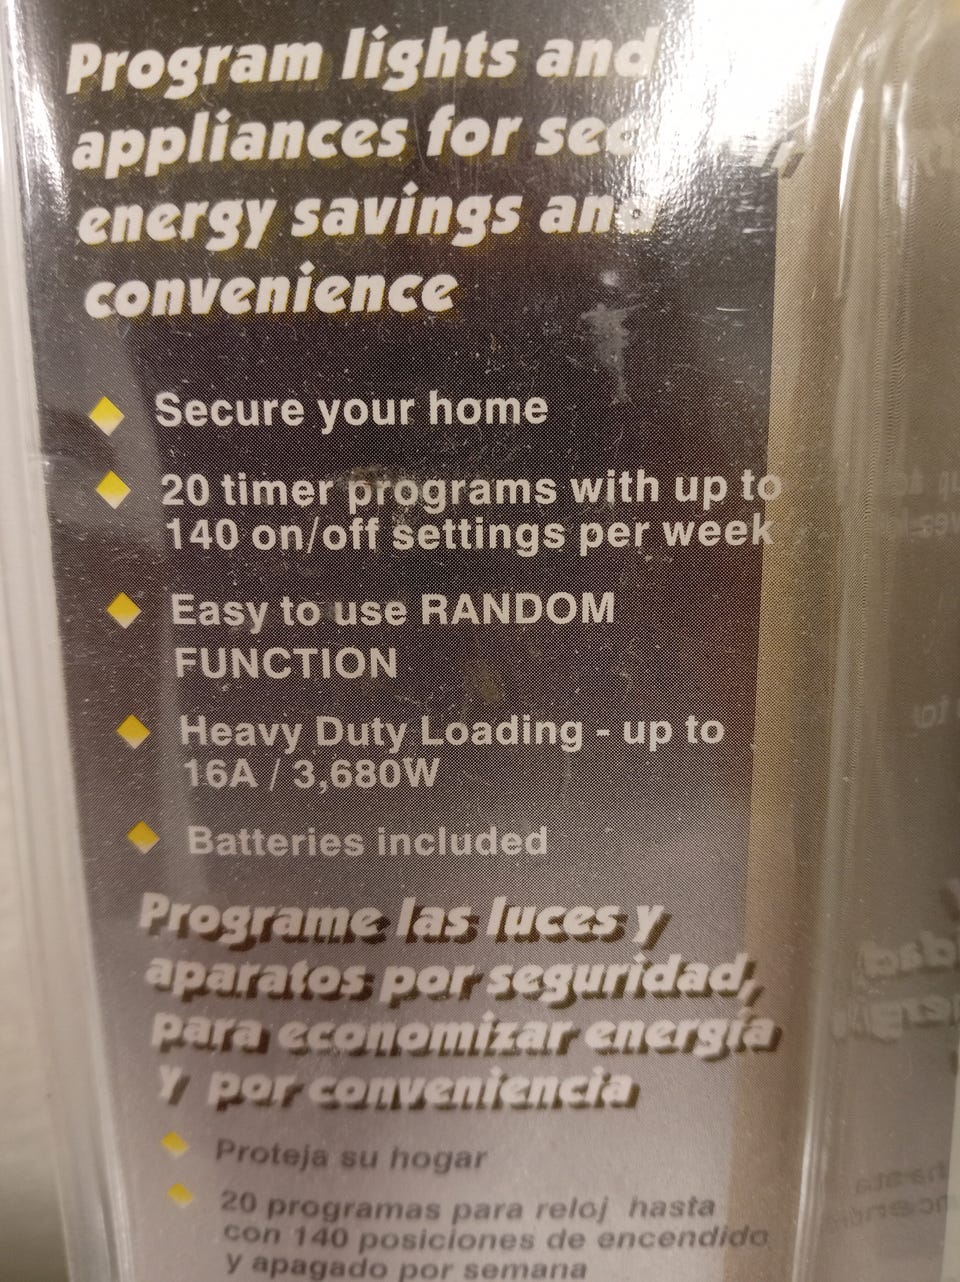 Program lights and
appliances for
energy savings and
convenience
Secure your home
20 timer programs with up to
140 on/off settings per week
Easy to use RANDOM
FUNCTION
Heavy Duty Loading - up to
16A / 3,680W
Batteries included
Programe las luces y
aparatos por seguridad,
para economizar energía
y por conveniencia
Proteja su hogar
20 programas para reloj hasta
con 140 posiciones de encendido
y apagado por semana